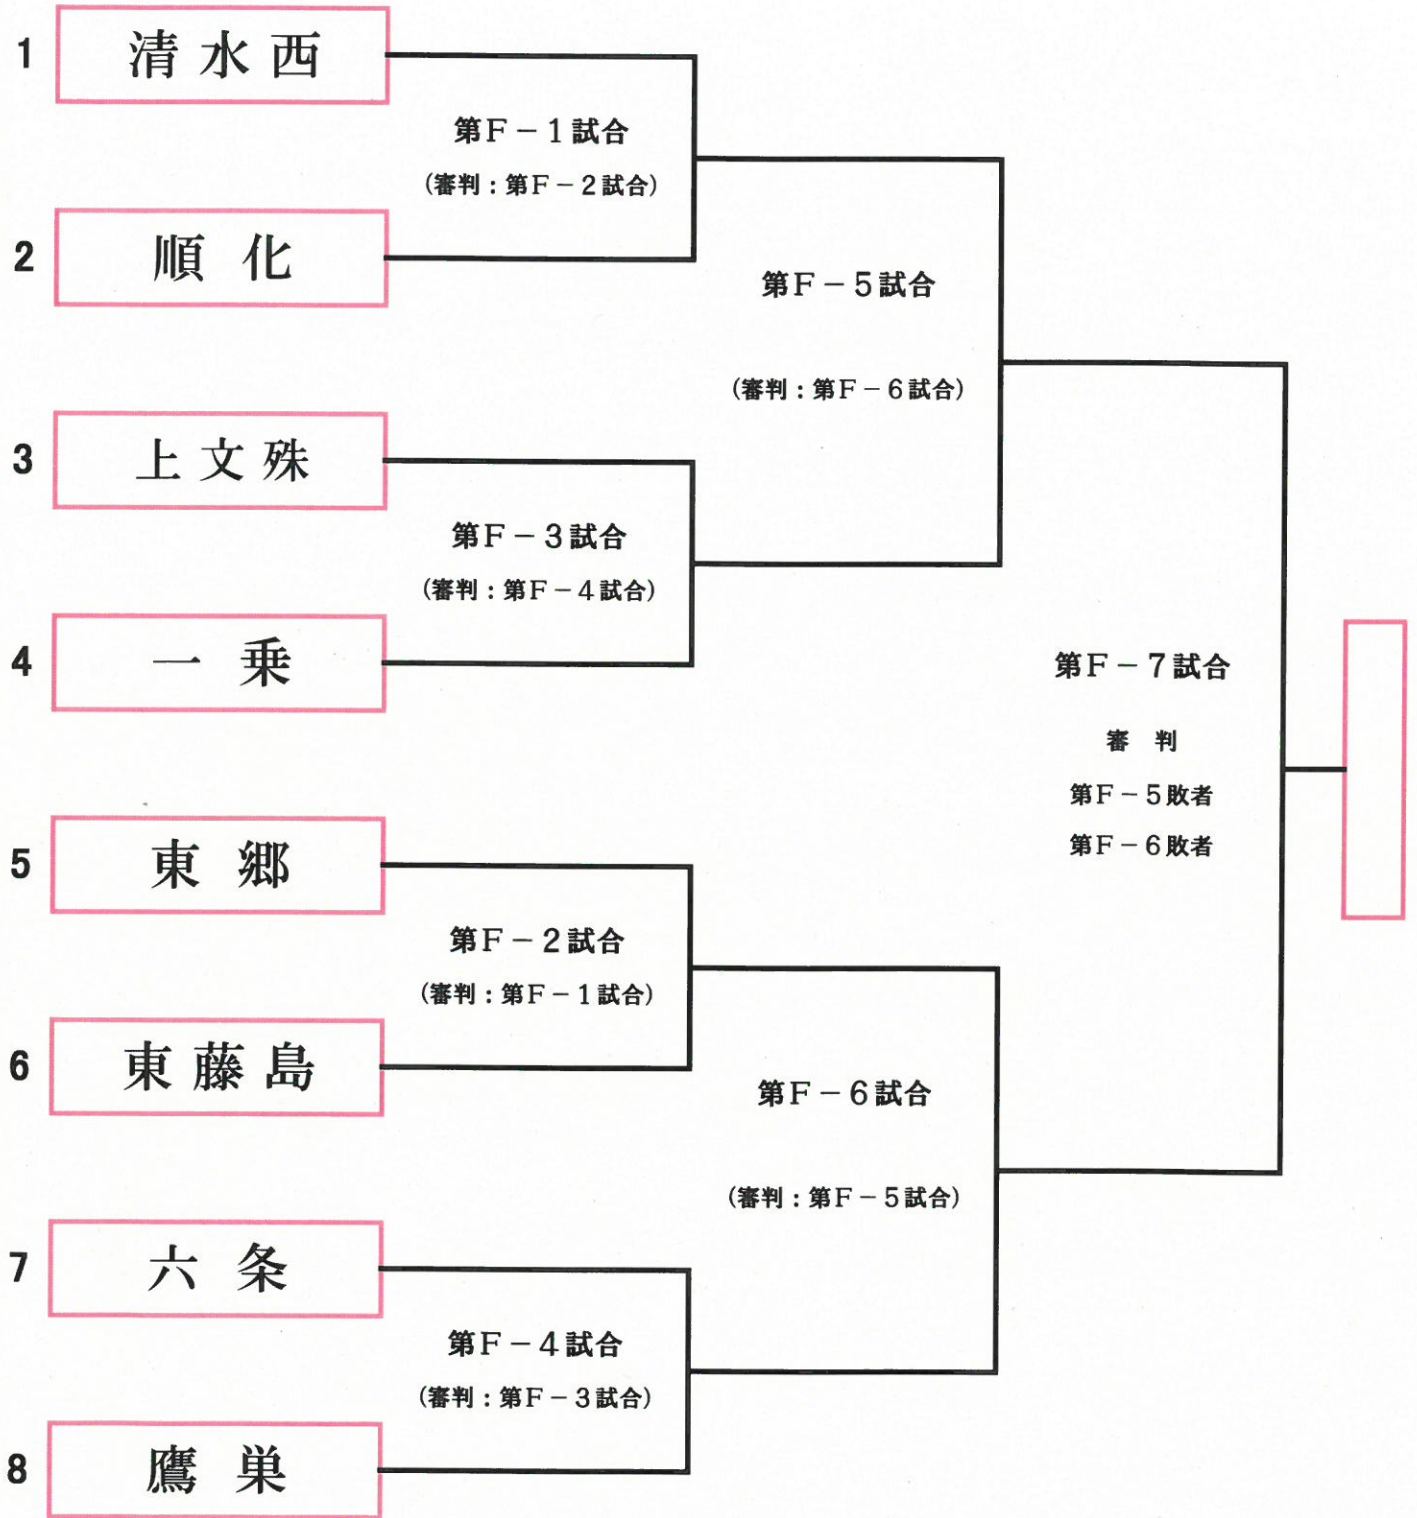 1 清水西
第F－1試合
(審判：第F－2試合)
2 順化
第F－5試合
(審判：第F－6試合)
3 上文殊
第F－3試合
(審判：第F－4試合)
4 一乗
第F－7試合
審判
第F－5敗者
第F－6敗者
5 東郷
第F－2試合
(審判：第F－1試合)
6 東藤島
第F－6試合
(審判：第F－5試合)
7 六条
第F－4試合
(審判：第F－3試合)
8 鷹巣